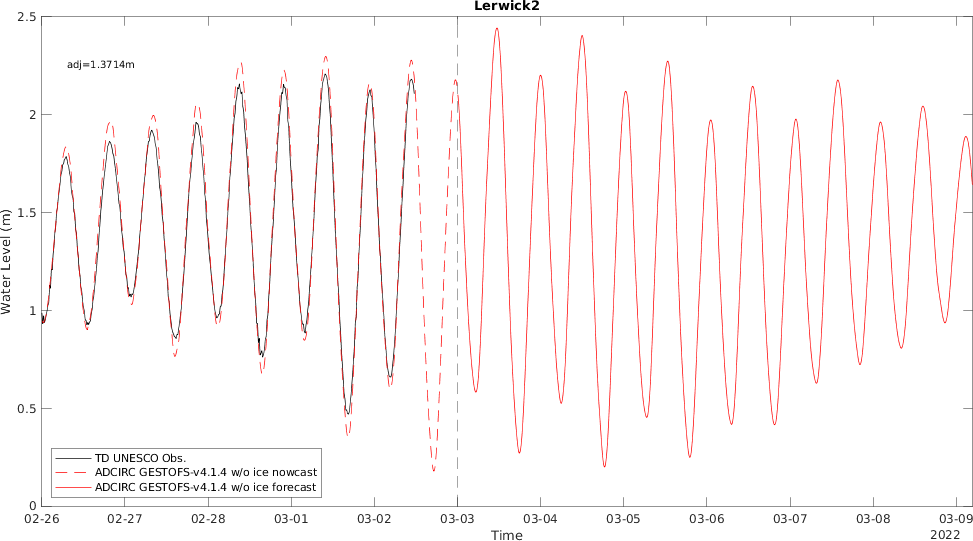 Lerwick2
adj=1.3714m
2.5
2
1.5
1
0.5
0
Water Level (m)
TD UNESCO Obs.
ADCIRC GESTOFS-v4.1.4 w/o ice nowcast
ADCIRC GESTOFS-v4.1.4 w/o ice forecast
02-26 02-27 02-28 03-01 03-02 03-03 03-04 03-05 03-06 03-07 03-08 03-09
Time
2022